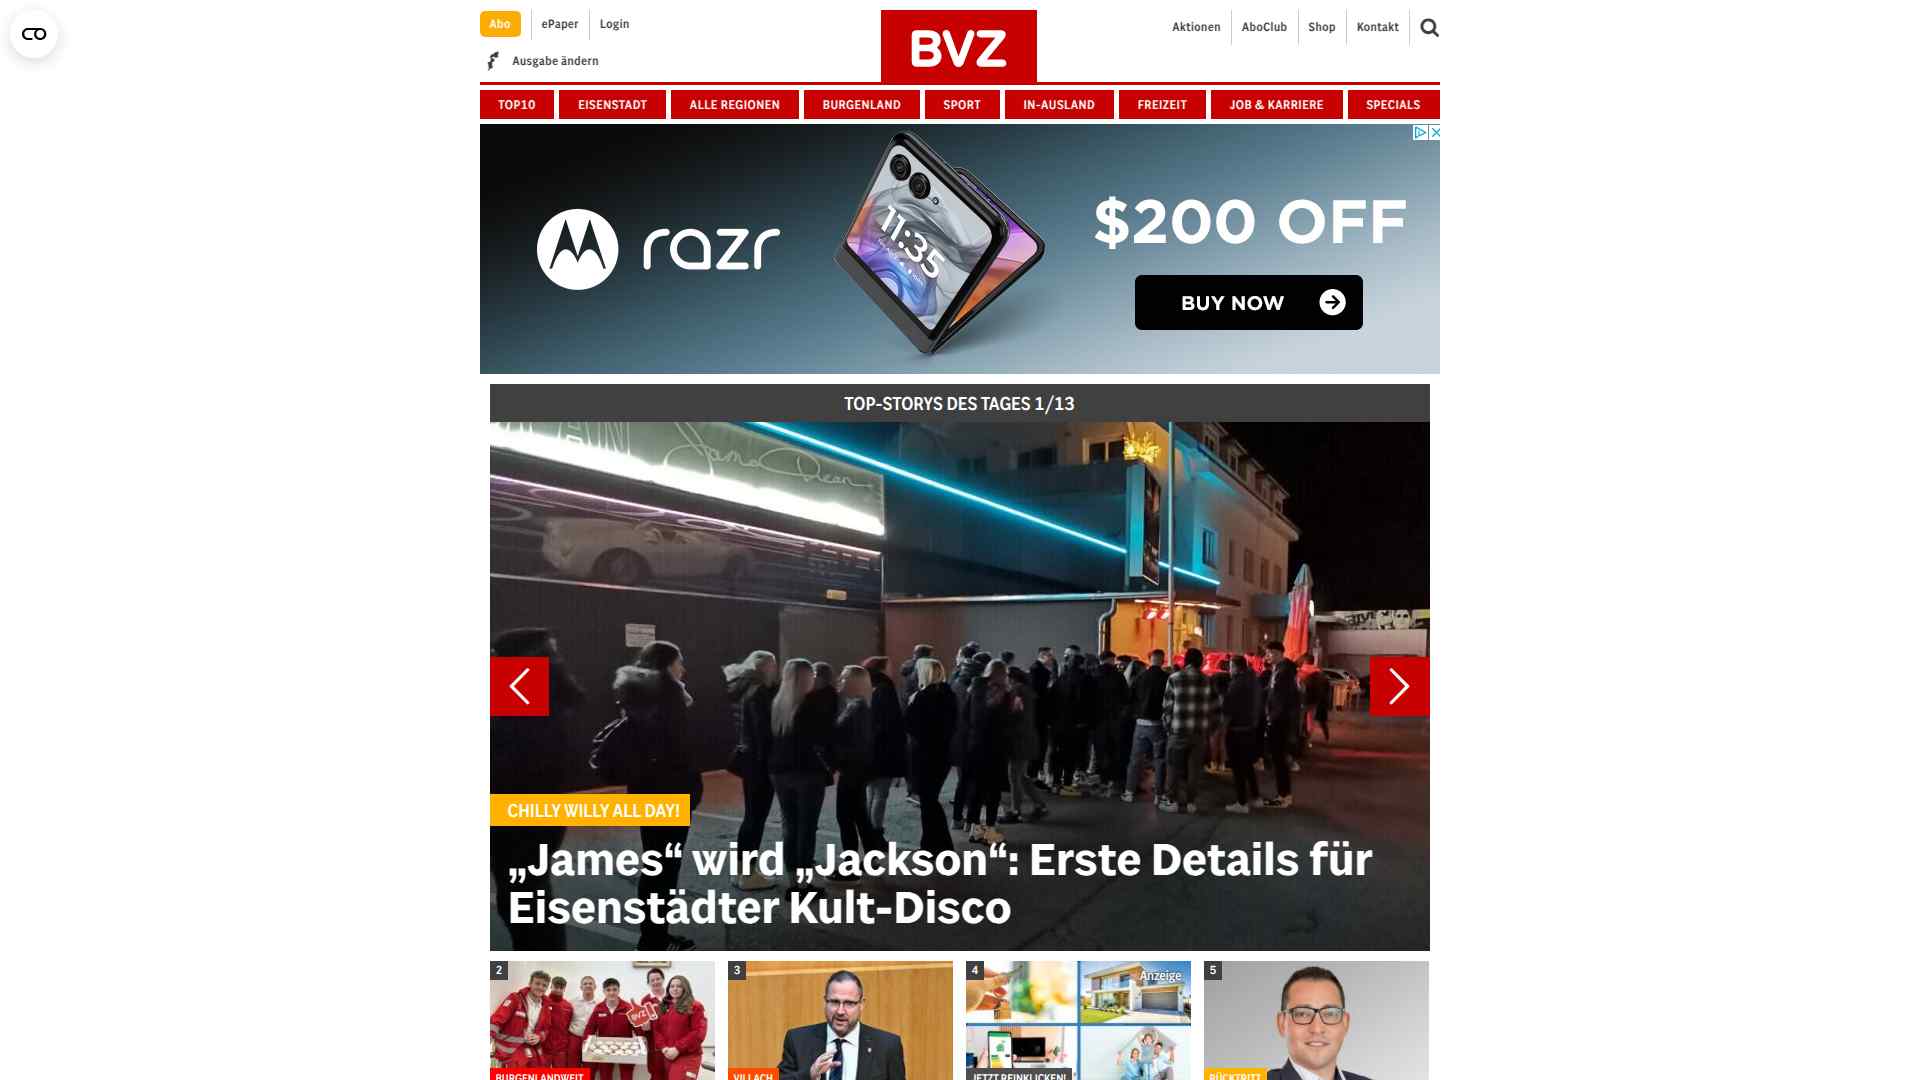 Abo
ePaper
Login
Aktionen
AboClub
Shop
Kontakt
Ausgabe ändern
BVZ
TOP10
EISENSTADT
ALLE REGIONEN
BURGENLAND
SPORT
IN-AUSLAND
FREIZEIT
JOB & KARRIERE
SPECIALS
razr
11:35
$200 OFF
BUY NOW
TOP-STORYS DES TAGES 1/13
James Dean
CHILLY WILLY ALL DAY!
„James“ wird „Jackson“: Erste Details für
Eisenstädter Kult-Disco
2
3
4
5
Anzeige
BVZ
BURGENLANDWEIT
VILLACH
JETZT REINKLICKEN!
RÜCKTRITT